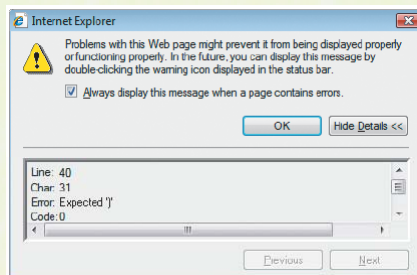 Internet Explorer
Problems with this Web page might prevent it from being displayed properly
or functioning properly. In the future, you can display this message by
double-clicking the warning icon displayed in the status bar.
Always display this message when a page contains errors.
OK
Hide Details <<
Line: 40
Char: 31
Error: Expected ')'
Code:0
Previous
Next